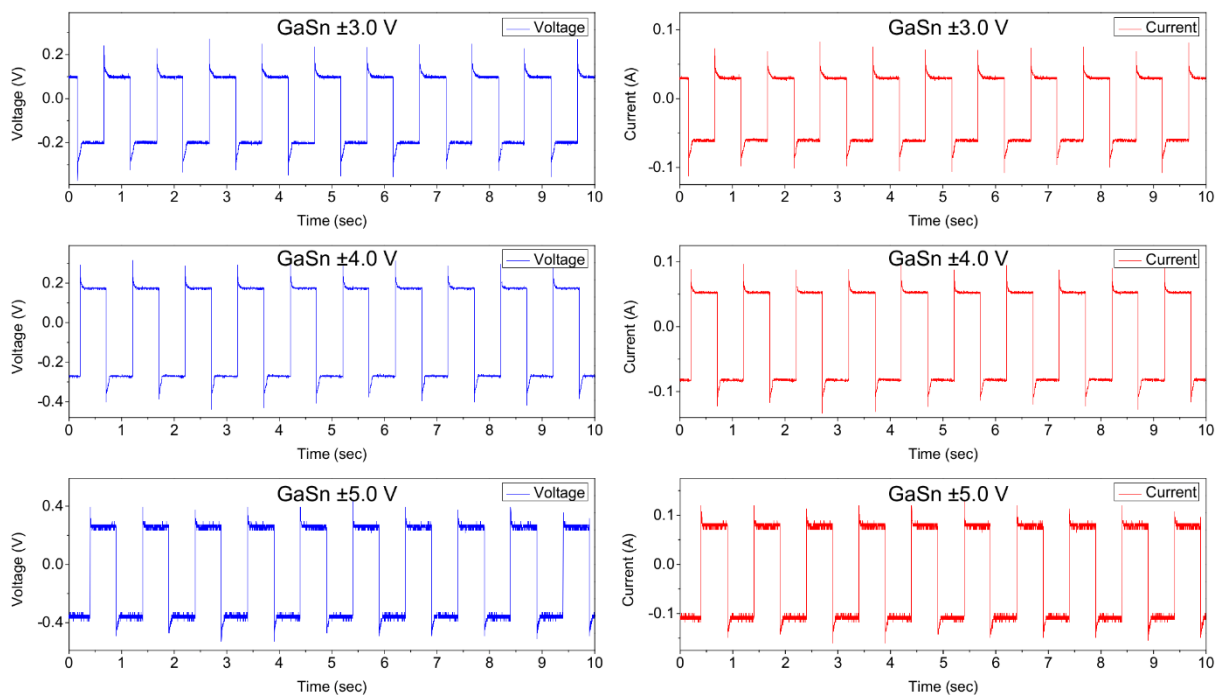 GaSn ±3.0 V
Voltage
Voltage (V)
0.2
0.0
-0.2
0 1 2 3 4 5 6 7 8 9 10
Time (sec)
GaSn ±3.0 V
Current
Current (A)
0.1
0.0
-0.1
0 1 2 3 4 5 6 7 8 9 10
Time (sec)
GaSn ±4.0 V
Voltage
Voltage (V)
0.2
0.0
-0.2
-0.4
0 1 2 3 4 5 6 7 8 9 10
Time (sec)
GaSn ±4.0 V
Current
Current (A)
0.1
0.0
-0.1
0 1 2 3 4 5 6 7 8 9 10
Time (sec)
GaSn ±5.0 V
Voltage
Voltage (V)
0.4
0.0
-0.4
0 1 2 3 4 5 6 7 8 9 10
Time (sec)
GaSn ±5.0 V
Current
Current (A)
0.1
0.0
-0.1
0 1 2 3 4 5 6 7 8 9 10
Time (sec)